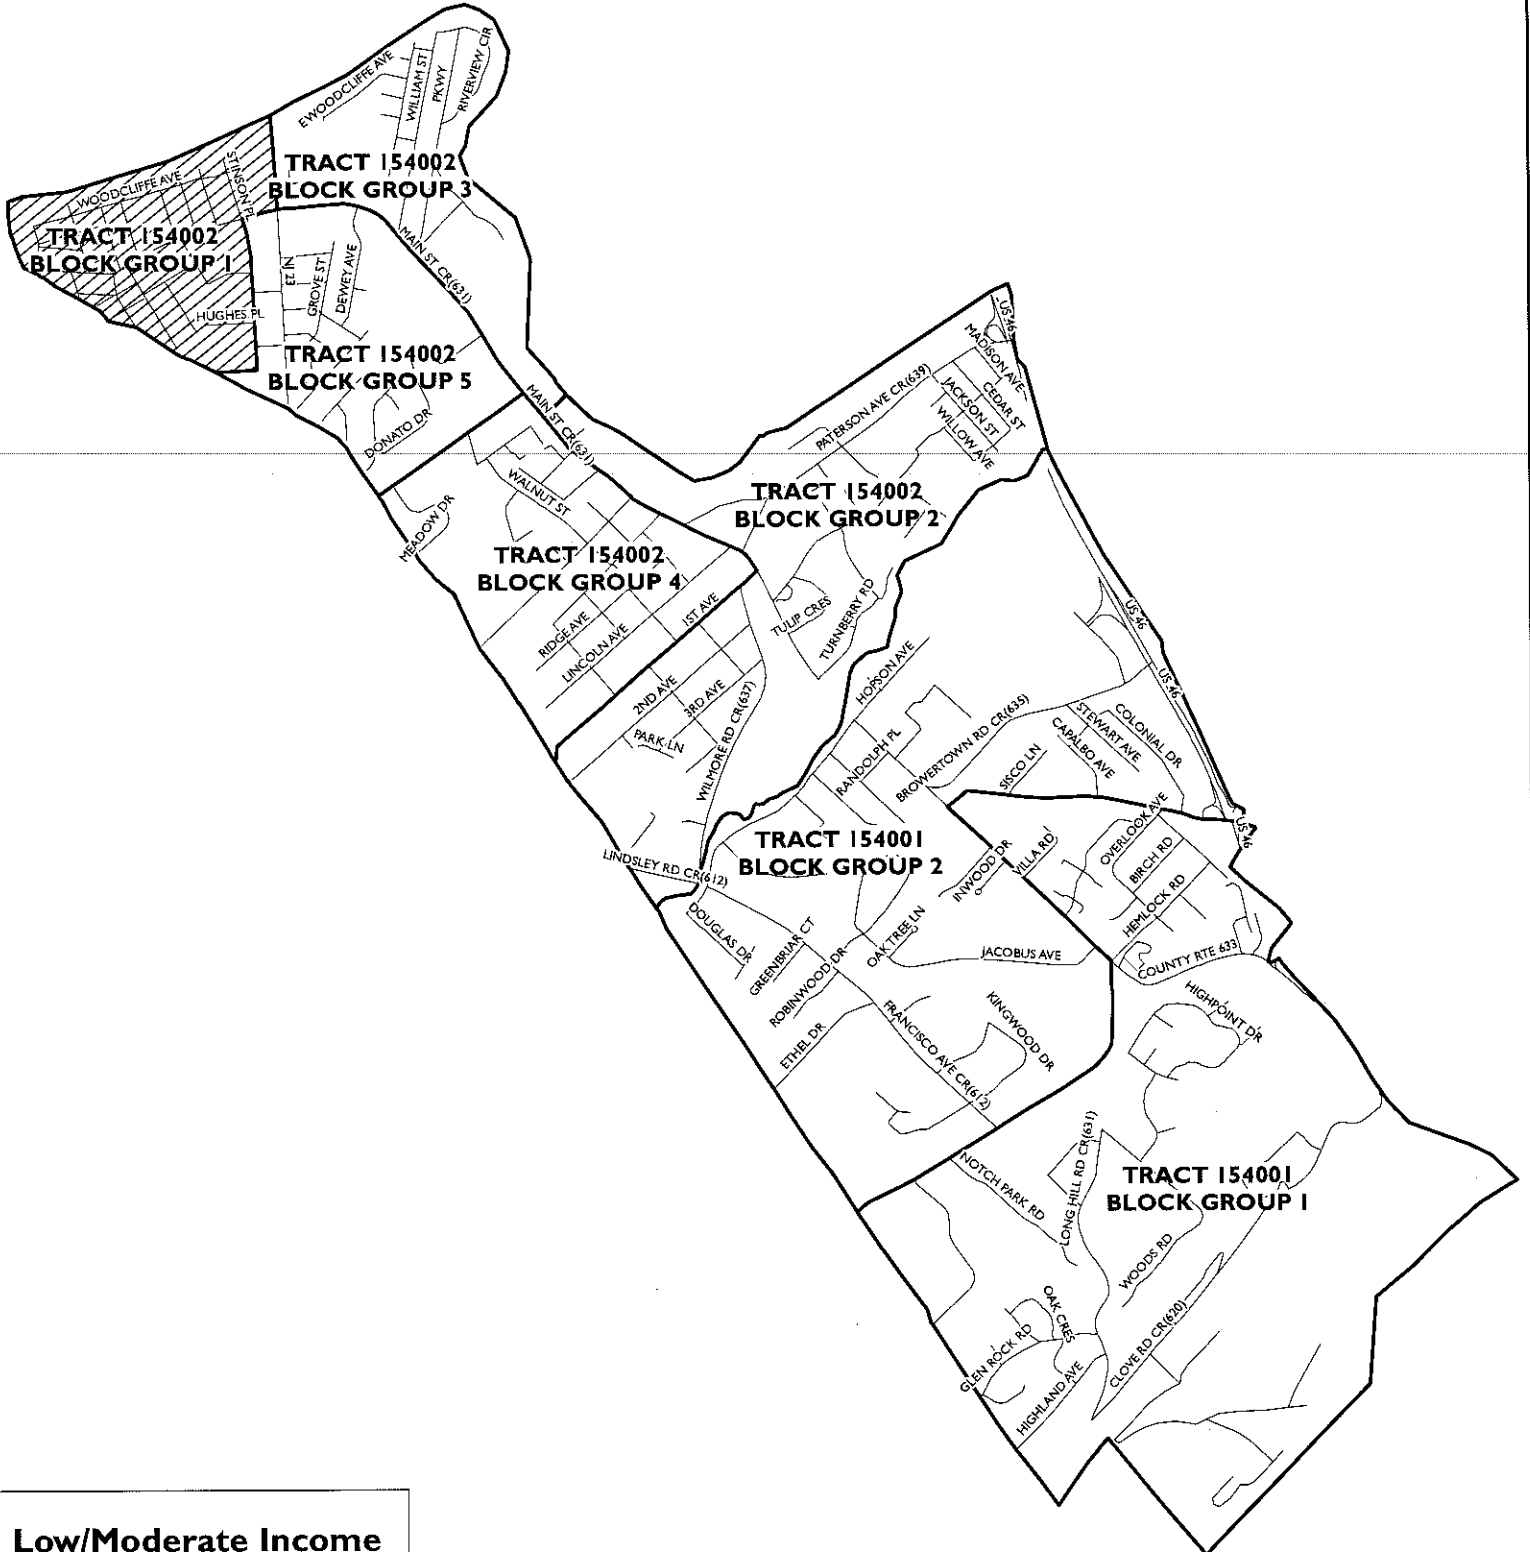 EWOODCLIFFE AVE
WILLIAM ST
PKWY
RIVERVIEW CIR
TRACT 154002
BLOCK GROUP 3
WOODCLIFFE AVE
STINSON PL
TRACT 154002
BLOCK GROUP 1
HUGHES PL
NJ 23
GROVE ST
DEWEY AVE
MAIN ST CR(631)
TRACT 154002
BLOCK GROUP 5
DONATO DR
MAIN ST CR(631)
US 46
MADISON AVE
PATERSON AVE CR(639)
CEDAR ST
JACKSON ST
WILLOW AVE
WALNUT ST
MEADOW DR
TRACT 154002
BLOCK GROUP 2
TRACT 154002
BLOCK GROUP 4
RIDGE AVE
LINCOLN AVE
1ST AVE
TULIP CRES
TURNBERRY RD
2ND AVE
3RD AVE
PARK LN
WILMORE RD CR(637)
HOPSON AVE
US 46
US 46
RANDOLPH PL
BROWERTOWN RD CR(635)
STEWART AVE
COLONIAL DR
CAPALBO AVE
SISCO LN
US 46
TRACT 154001
BLOCK GROUP 2
LINDSLEY RD CR(612)
INWOOD DR
VILLA RD
OVERLOOK AVE
BIRCH RD
HEMLOCK RD
DOUGLAS DR
GREENBRIAR CT
ROBINWOOD DR
OAK TREE LN
JACOBUS AVE
COUNTY RTE 633
HIGHPOINT DR
ETHEL DR
FRANCISCO AVE CR(612)
KINGWOOD DR
NOTCH PARK RD
LONG HILL RD CR(631)
TRACT 154001
BLOCK GROUP 1
WOODS RD
OAK CRES
GLEN ROCK RD
HIGHLAND AVE
CLOVE RD CR(620)
Low/Moderate Income